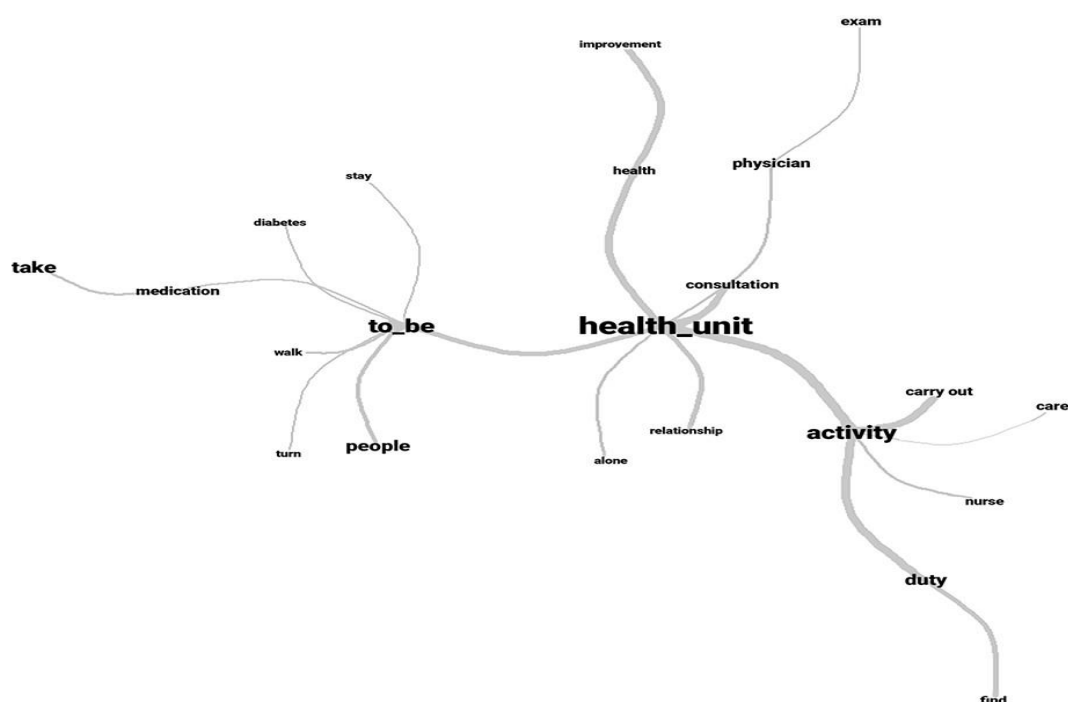 exam
improvement
physician
health
stay
diabetes
take
medication
consultation
to_be
health_unit
walk
carry out
care
activity
relationship
people
turn
alone
nurse
duty
find